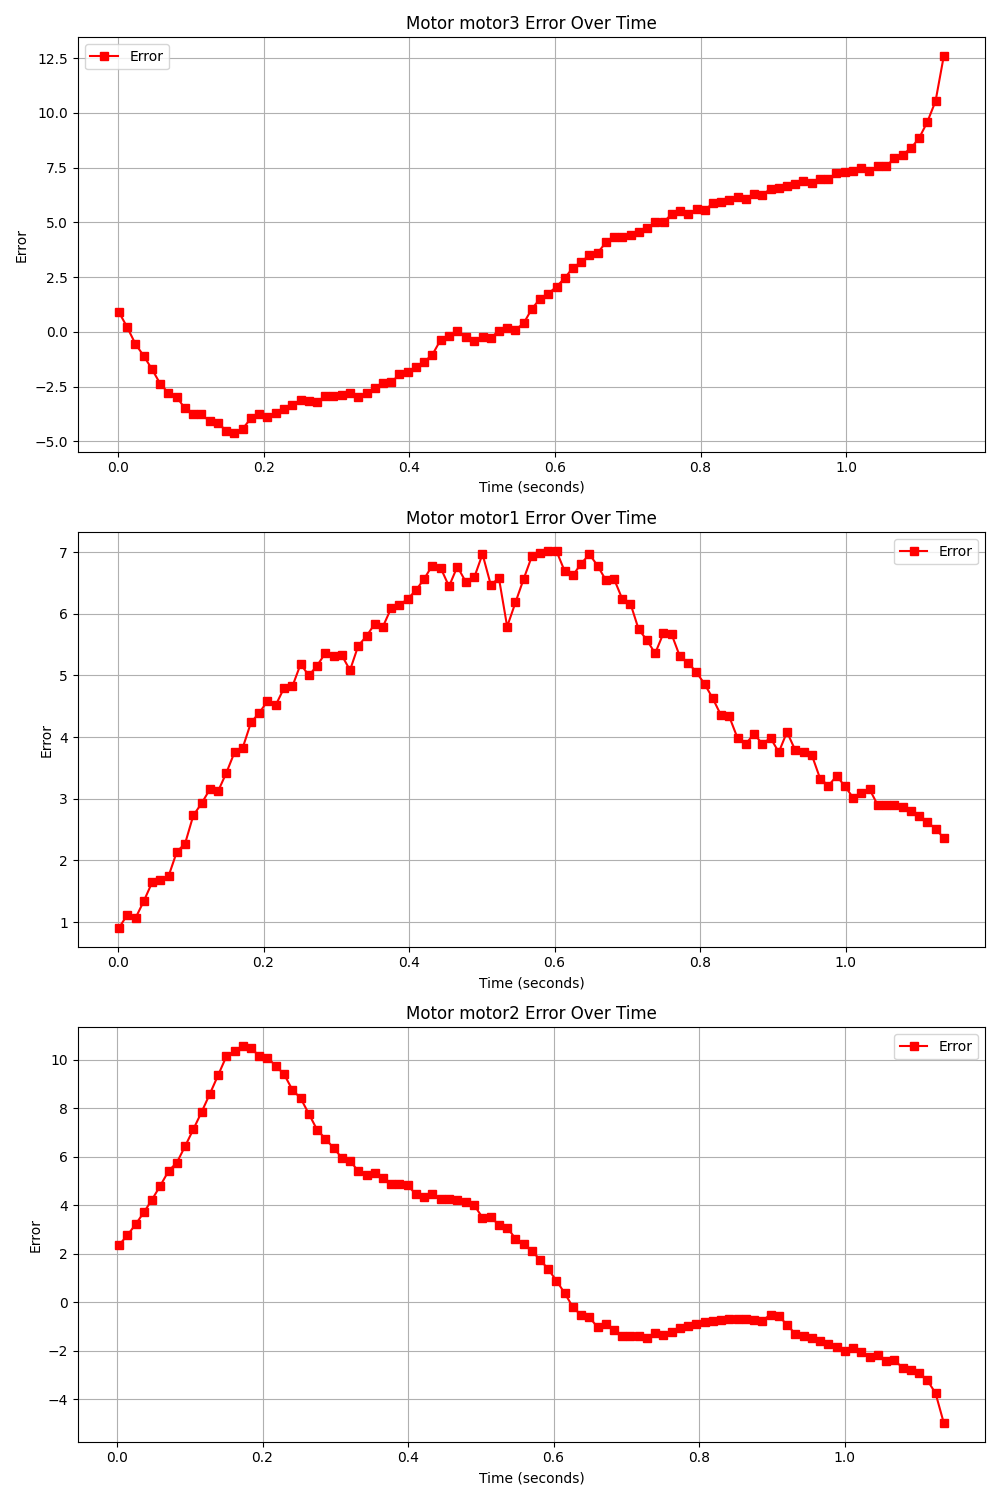 Motor motor3 Error Over Time
Error
12.5
10.0
7.5
5.0
2.5
0.0
−2.5
−5.0
Error
0.0 0.2 0.4 0.6 0.8 1.0
Time (seconds)
Motor motor1 Error Over Time
Error
7
6
5
4
3
2
1
Error
0.0 0.2 0.4 0.6 0.8 1.0
Time (seconds)
Motor motor2 Error Over Time
Error
10
8
6
4
2
0
−2
−4
Error
0.0 0.2 0.4 0.6 0.8 1.0
Time (seconds)